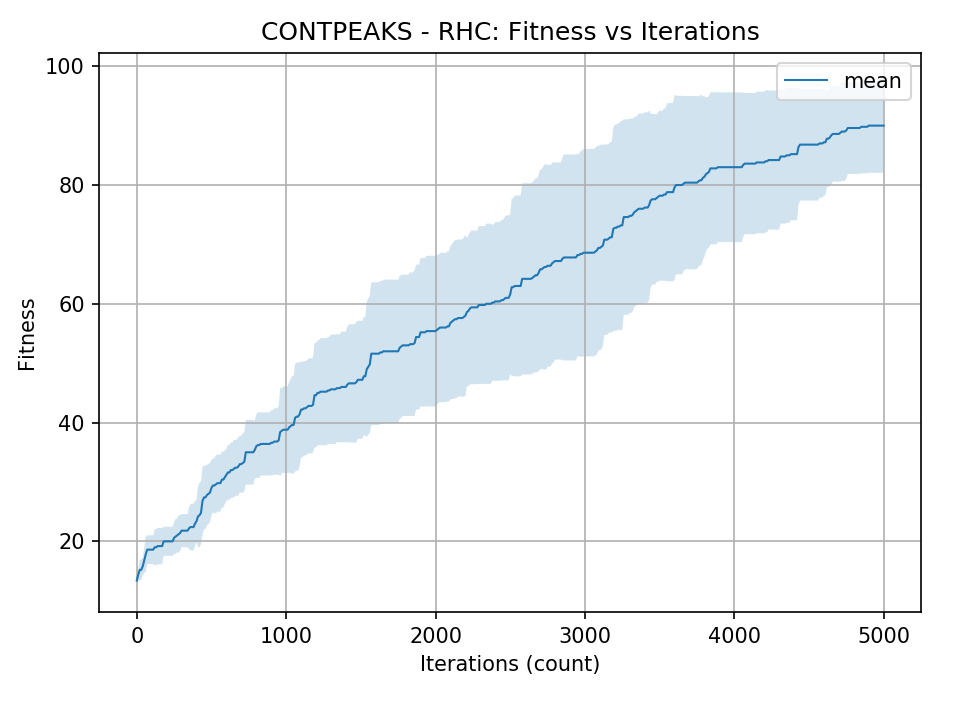 CONTPEAKS - RHC: Fitness vs Iterations
mean
Fitness
100
80
60
40
20
0 1000 2000 3000 4000 5000
Iterations (count)